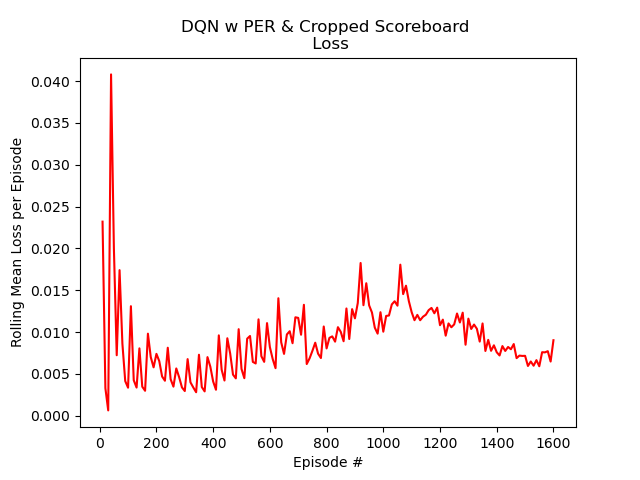 DQN w PER & Cropped Scoreboard
Loss
Rolling Mean Loss per Episode
0.040
0.035
0.030
0.025
0.020
0.015
0.010
0.005
0.000
0 200 400 600 800 1000 1200 1400 1600
Episode #